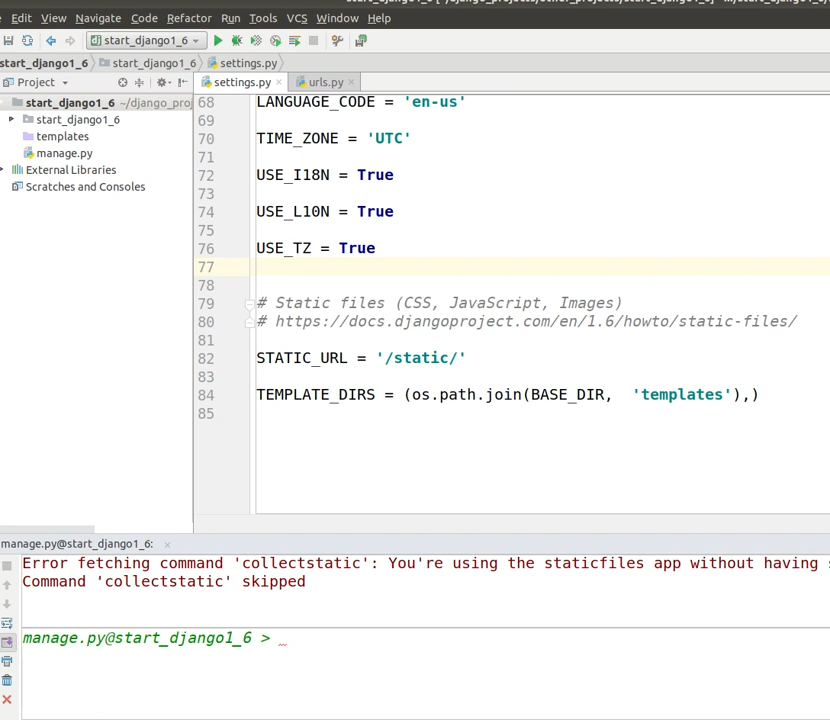 Edit View Navigate Code Refactor Run Tools VCS Window Help
start_django1_6
start_django1_6 start_django1_6 settings.py
Project
settings.py urls.py
start_django1_6 ~/django_proj
start_django1_6
templates
manage.py
External Libraries
Scratches and Consoles
68 LANGUAGE_CODE = 'en-us'
69
70 TIME_ZONE = 'UTC'
71
72 USE_I18N = True
73
74 USE_L10N = True
75
76 USE_TZ = True
77
78
79 # Static files (CSS, JavaScript, Images)
80 # https://docs.djangoproject.com/en/1.6/howto/static-files/
81
82 STATIC_URL = '/static/'
83
84 TEMPLATE_DIRS = (os.path.join(BASE_DIR,  'templates'),)
85
manage.py@start_django1_6:
Error fetching command 'collectstatic': You're using the staticfiles app without having
Command 'collectstatic' skipped
manage.py@start_django1_6 >